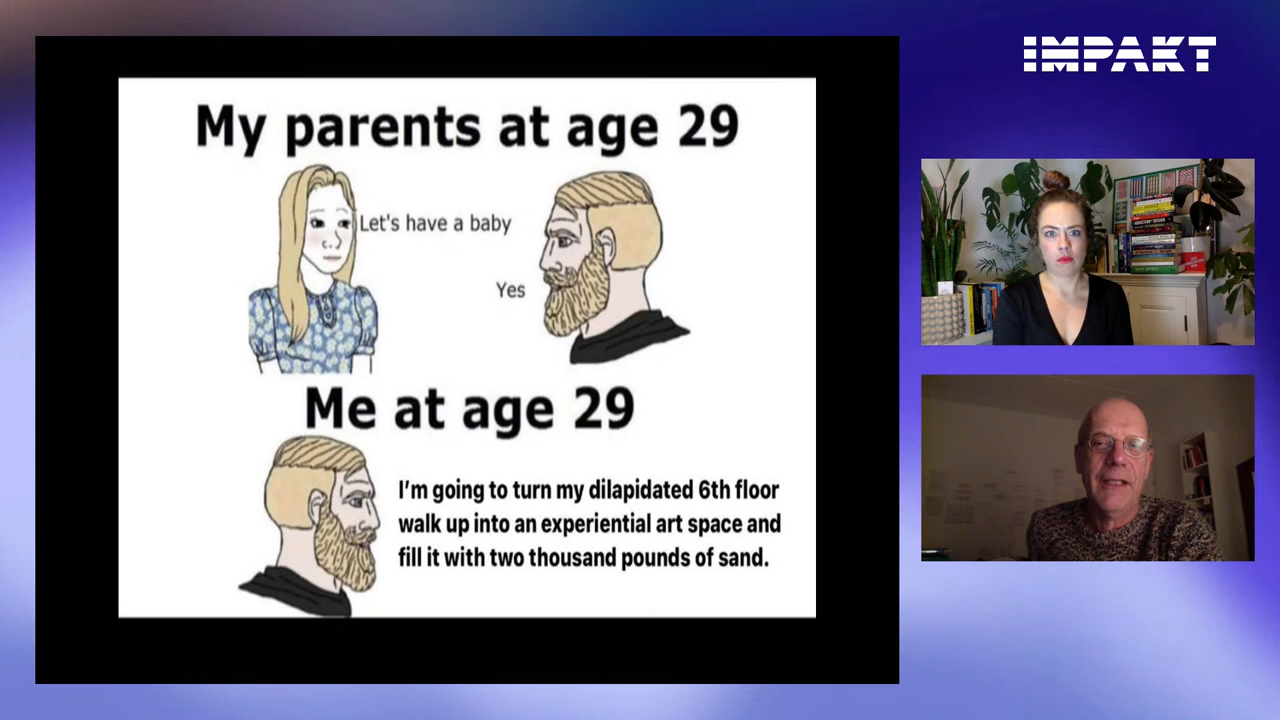 IMPAKT
My parents at age 29
Let's have a baby
Yes
Me at age 29
I'm going to turn my dilapidated 6th floor
walk up into an experiential art space and
fill it with two thousand pounds of sand.